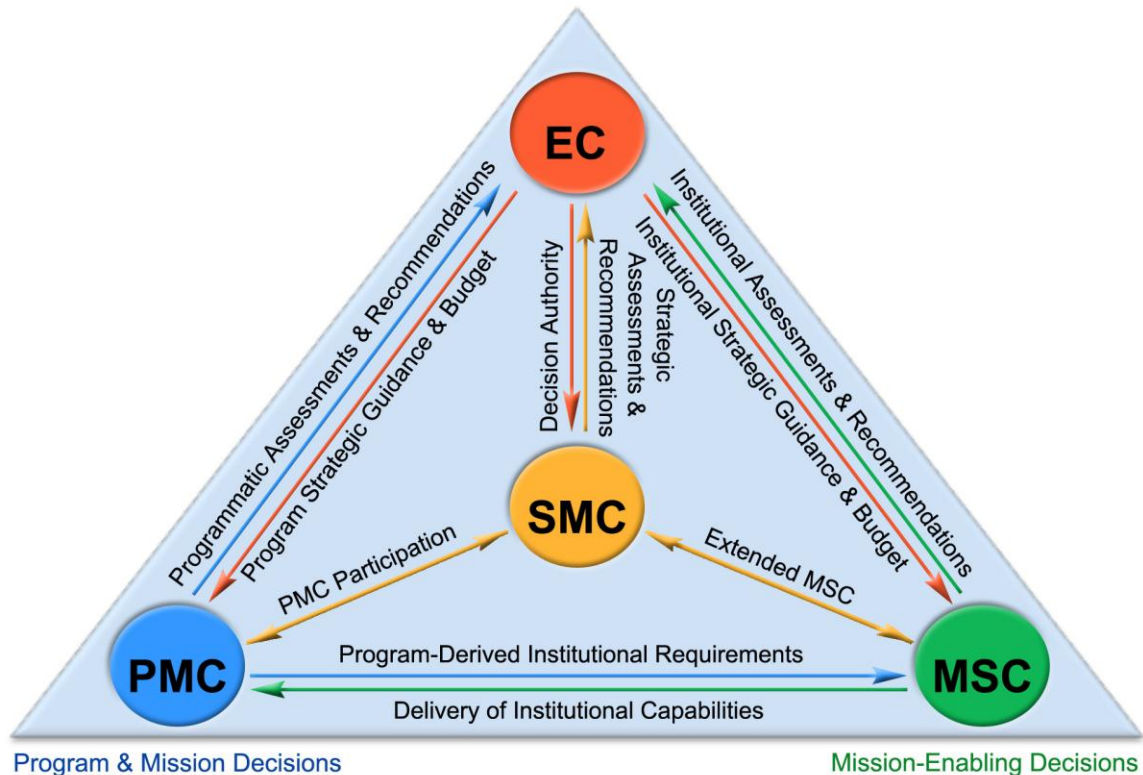 EC
Programmatic Assessments & Recommendations
Program Strategic Guidance & Budget
Decision Authority
Strategic
Assessments &
Recommendations
Institutional Assessments & Recommendations
Institutional Strategic Guidance & Budget
SMC
PMC Participation
Extended MSC
PMC
Program-Derived Institutional Requirements
Delivery of Institutional Capabilities
MSC
Program & Mission Decisions
Mission-Enabling Decisions